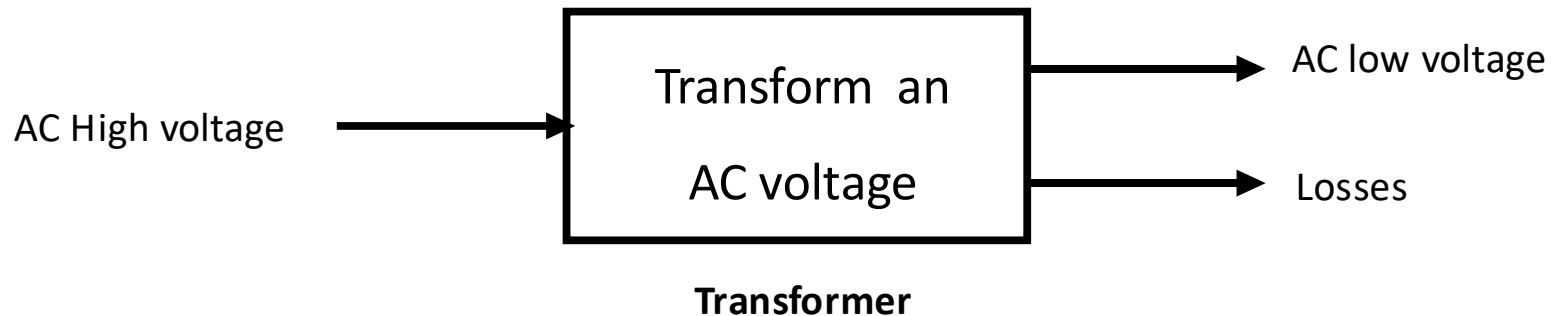 AC High voltage
Transform an
AC voltage
AC low voltage
Losses
Transformer